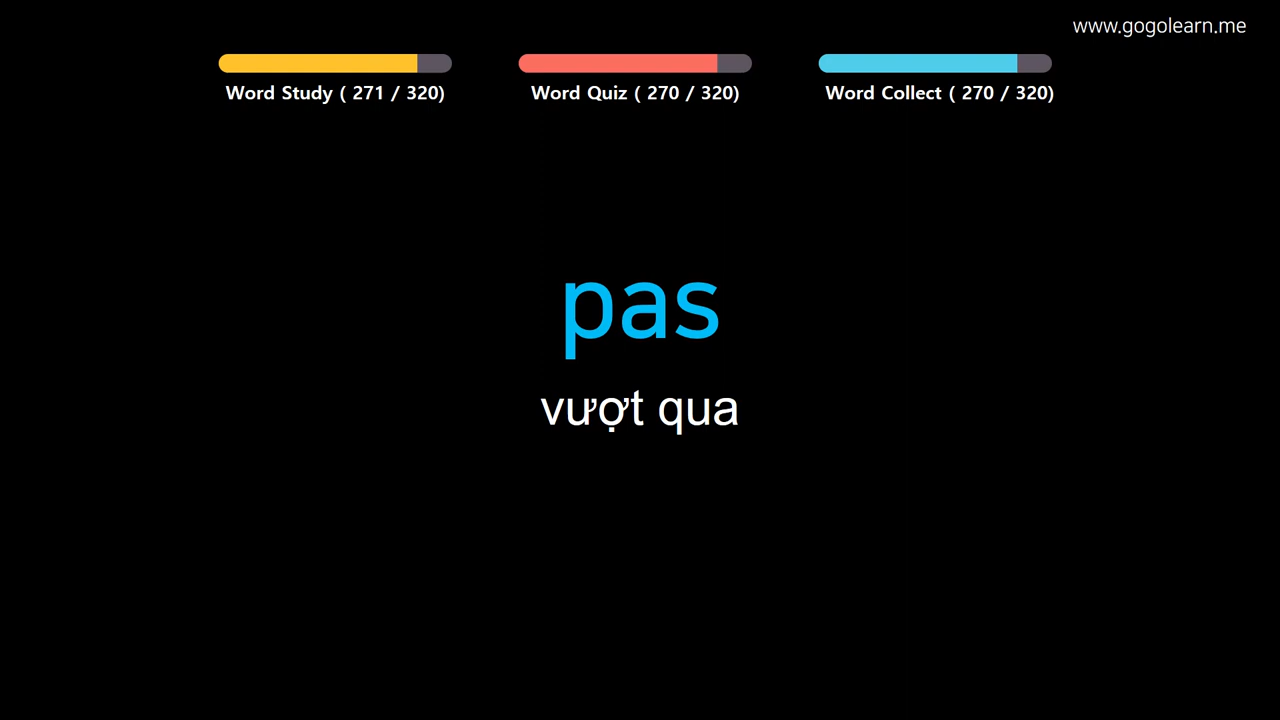 www.gogolearn.me
Word Study ( 271 / 320)
Word Quiz ( 270 / 320)
Word Collect ( 270 / 320)
pas
vượt qua